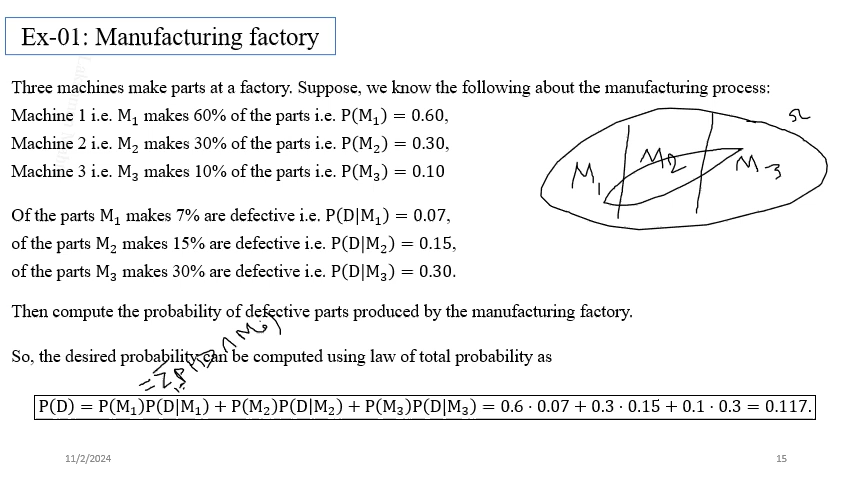 Ex-01: Manufacturing factory
Three machines make parts at a factory. Suppose, we know the following about the manufacturing process:
Machine 1 i.e. M₁ makes 60% of the parts i.e. P(M₁) = 0.60,
Machine 2 i.e. M₂ makes 30% of the parts i.e. P(M₂) = 0.30,
Machine 3 i.e. M₃ makes 10% of the parts i.e. P(M₃) = 0.10
Ω
M₁ M₂ M₃
Of the parts M₁ makes 7% are defective i.e. P(D|M₁) = 0.07,
of the parts M₂ makes 15% are defective i.e. P(D|M₂) = 0.15,
of the parts M₃ makes 30% are defective i.e. P(D|M₃) = 0.30.
Then compute the probability of defective parts produced by the manufacturing factory.
So, the desired probability can be computed using law of total probability as
= Σ P(D ∩ Mᵢ)
P(D) = P(M₁)P(D|M₁) + P(M₂)P(D|M₂) + P(M₃)P(D|M₃) = 0.6 · 0.07 + 0.3 · 0.15 + 0.1 · 0.3 = 0.117.
11/2/2024
15